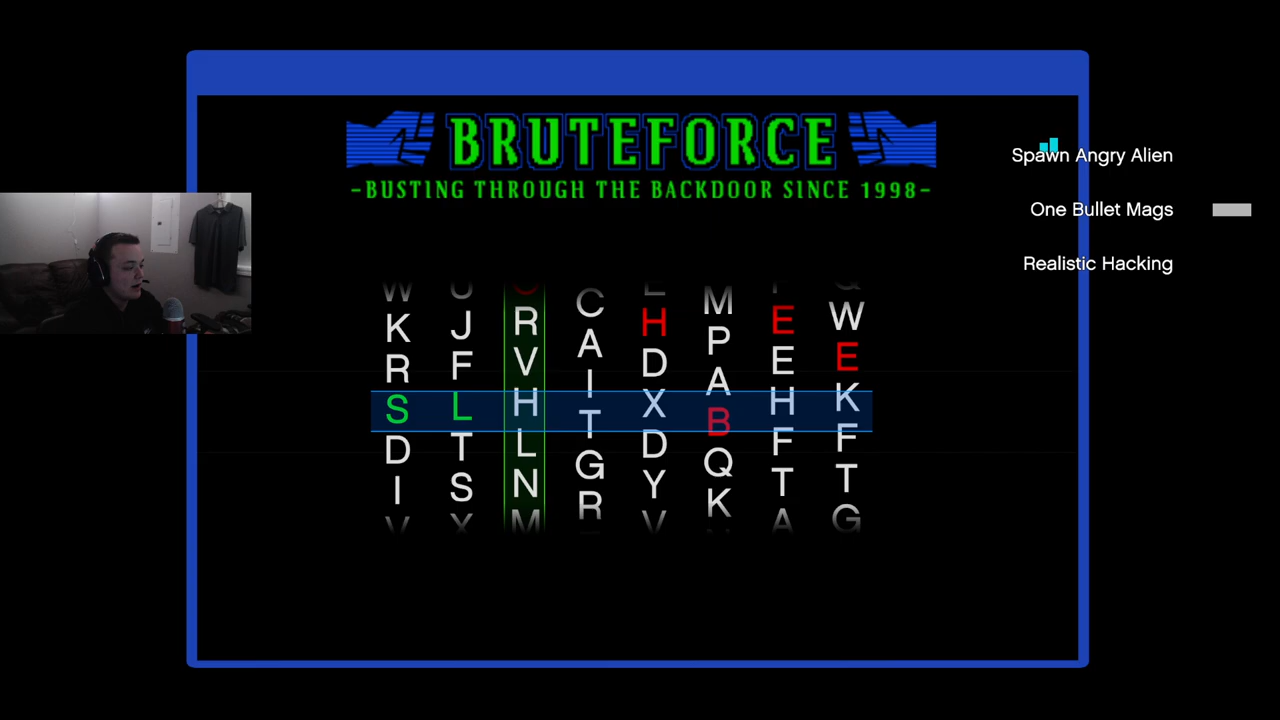 BRUTEFORCE
-BUSTING THROUGH THE BACKDOOR SINCE 1998-
Spawn Angry Alien
One Bullet Mags
Realistic Hacking
W J C M W
K J R A H P E E
R F V I D A E K
S L H T X B H F
D T L G D Q F T
I S N R Y K T G
V X M V A